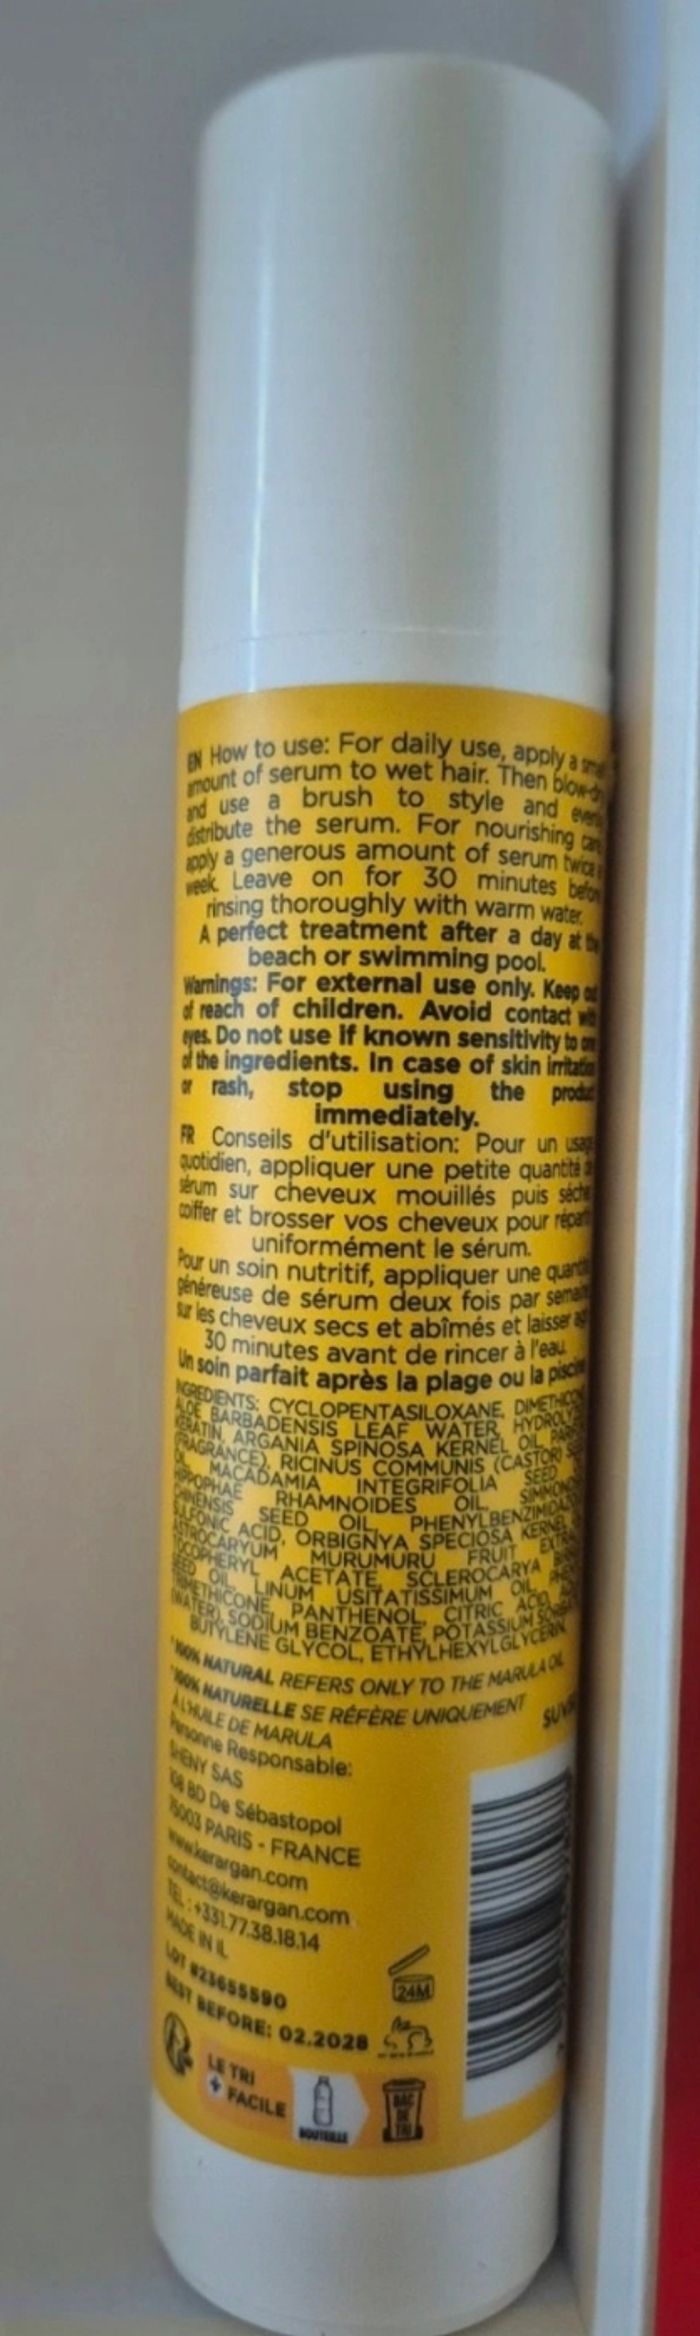 EN How to use: For daily use, apply a
amount of serum to wet hair. Then
and use a brush to style and
distribute the serum. For nourishing
apply a generous amount of serum twice
week. Leave on for 30 minutes
rinsing thoroughly with warm water.
A perfect treatment after a day at
beach or swimming pool.
Warnings: For external use only. Keep
of reach of children. Avoid contact
eyes. Do not use if known sensitivity to
of the ingredients. In case of skin
or rash, stop using the
immediately.
FR Conseils d'utilisation: Pour un
quotidien, appliquer une petite quantité
sérum sur cheveux mouillés puis
coiffer et brosser vos cheveux pour
uniformément le sérum.
Pour un soin nutritif, appliquer une
généreuse de sérum deux fois par
sur les cheveux secs et abîmés et laisser
30 minutes avant de rincer à l'eau.
Un soin parfait après la plage ou la
INGREDIENTS: CYCLOPENTASILOXANE,
ALOE BARBADENSIS LEAF WATER,
KERATIN, ARGANIA SPINOSA KERNEL OIL,
(FRAGRANCE), RICINUS COMMUNIS (CASTOR)
OIL, MACADAMIA INTEGRIFOLIA SEED
HIPPOPHAE RHAMNOIDES OIL,
CHINENSIS SEED OIL,
SULFONIC ACID, ORBIGNYA SPECIOSA KERNEL
ASTROCARYUM MURUMURU FRUIT
TOCOPHERYL ACETATE, SCLEROCARYA
SEED OIL, LINUM USITATISSIMUM OIL,
PANTHENOL, CITRIC ACID,
(WATER), SODIUM BENZOATE, POTASSIUM
BUTYLENE GLYCOL, ETHYLHEXYLGLYCERIN.
*100% NATURAL REFERS ONLY TO THE MARULA OIL
*100% NATURELLE SE RÉFÈRE UNIQUEMENT
À L'HUILE DE MARULA
Personne Responsable:
SHENY SAS
108 BD De Sébastopol
75003 PARIS - FRANCE
www.kerargan.com
contact@kerargan.com
TEL : +331.77.38.18.14
MADE IN IL
LOT #23655590
BEST BEFORE: 02.2028
24M
LE TRI
+ FACILE
BOUTEILLE
BAC
DE
TRI